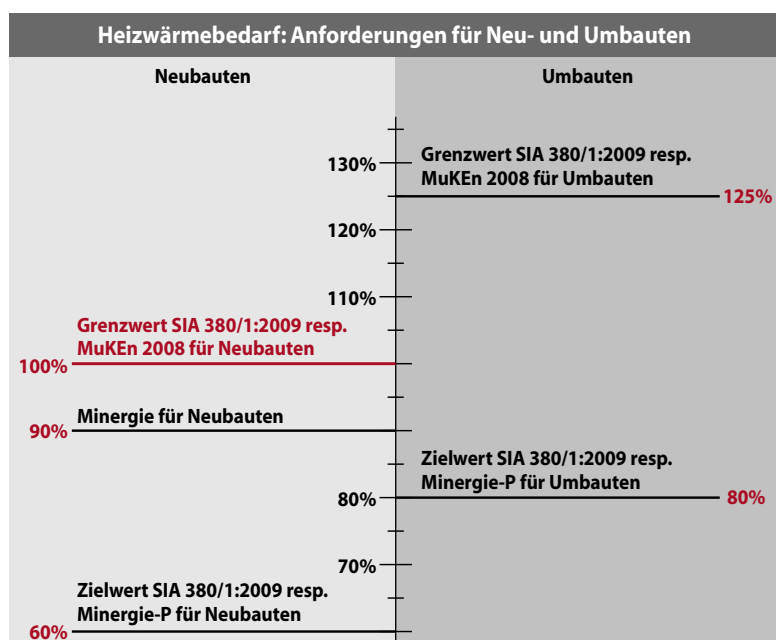 Heizwärmebedarf: Anforderungen für Neu- und Umbauten
Neubauten
Umbauten
130%
Grenzwert SIA 380/1:2009 resp.
MuKEn 2008 für Umbauten
125%
120%
110%
Grenzwert SIA 380/1:2009 resp.
MuKEn 2008 für Neubauten
100%
Minergie für Neubauten
90%
Zielwert SIA 380/1:2009 resp.
Minergie-P für Umbauten
80%
80%
70%
Zielwert SIA 380/1:2009 resp.
Minergie-P für Neubauten
60%